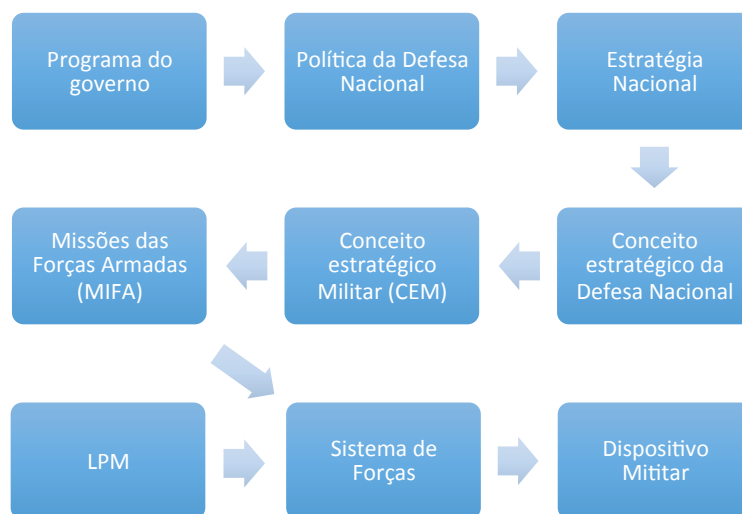 Programa do
governo
Política da Defesa
Nacional
Estratégia
Nacional
Missões das
Forças Armadas
(MIFA)
Conceito
estratégico
Militar (CEM)
Conceito
estratégico da
Defesa Nacional
LPM
Sistema de
Forças
Dispositivo
Mititar